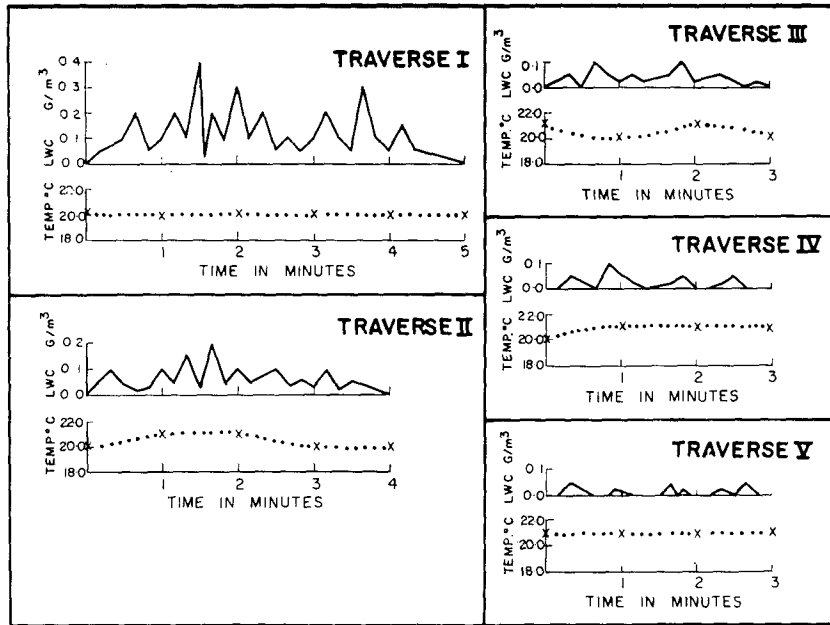 TRAVERSE I
LWC G/m³
0.4
0.3
0.2
0.1
0.0
TEMP.°C
22.0
20.0
18.0
1 2 3 4 5
TIME IN MINUTES
TRAVERSE II
LWC G/m³
0.2
0.1
0.0
TEMP°C
22.0
20.0
18.0
1 2 3 4
TIME IN MINUTES
TRAVERSE III
LWC G/m³
0.1
0.0
TEMP.°C
22.0
20.0
18.0
1 2 3
TIME IN MINUTES
TRAVERSE IV
LWC G/m³
0.1
0.0
TEMP.°C
22.0
20.0
18.0
1 2 3
TIME IN MINUTES
TRAVERSE V
LWC G/m³
0.1
0.0
TEMP.°C
22.0
20.0
18.0
1 2 3
TIME IN MINUTES